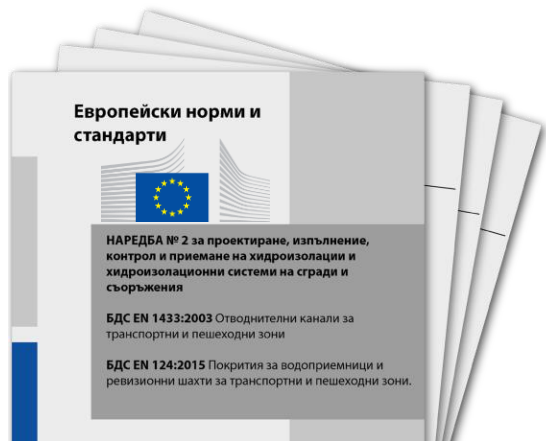 Европейски норми и
стандарти
НАРЕДБА № 2 за проектиране, изпълнение,
контрол и приемане на хидроизолации и
хидроизолационни системи на сгради и
съоръжения
БДС EN 1433:2003 Отводнителни канали за
транспортни и пешеходни зони
БДС EN 124:2015 Покрития за водоприемници и
ревизионни шахти за транспортни и пешеходни зони.